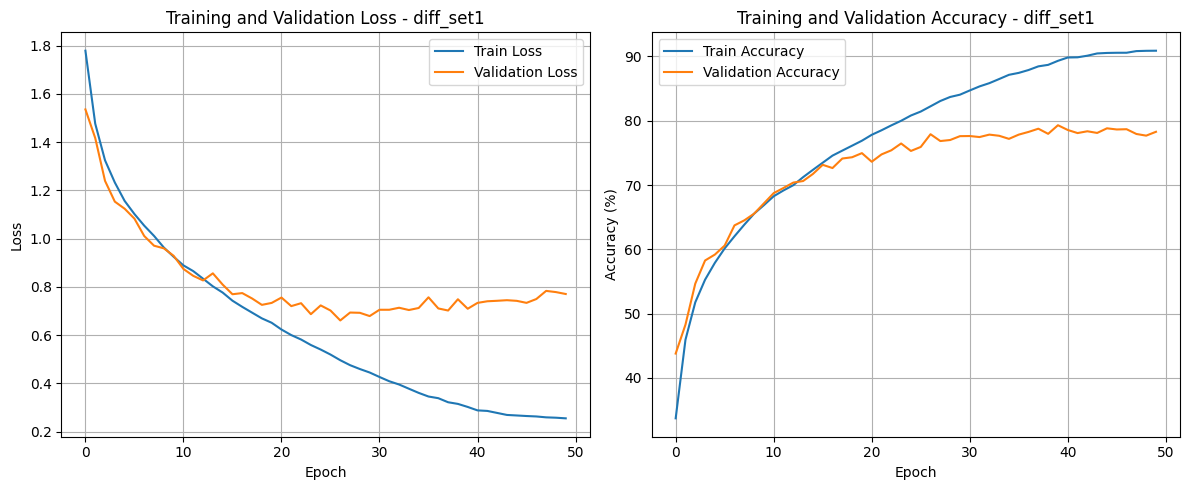 Training and Validation Loss - diff_set1
Train Loss
Validation Loss
1.8
1.6
1.4
1.2
1.0
0.8
0.6
0.4
0.2
Loss
0 10 20 30 40 50
Epoch
Training and Validation Accuracy - diff_set1
Train Accuracy
Validation Accuracy
90
80
70
60
50
40
Accuracy (%)
0 10 20 30 40 50
Epoch